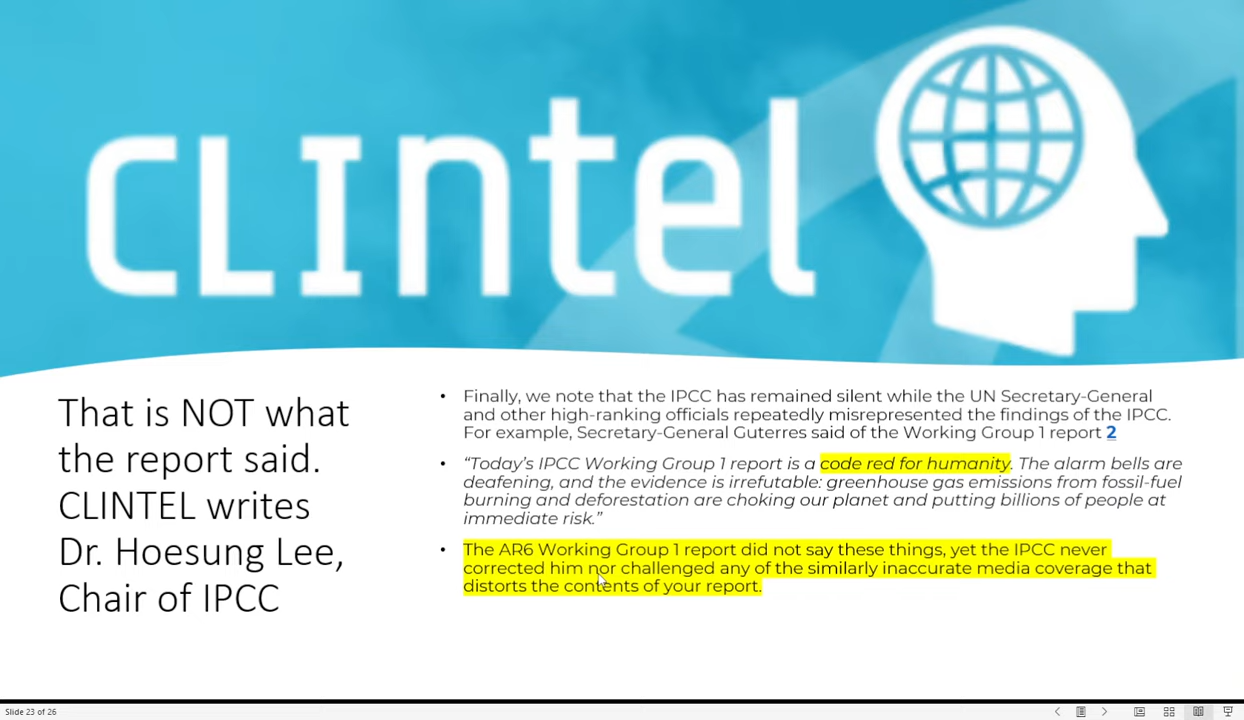 CLIntel
That is NOT what
the report said.
CLINTEL writes
Dr. Hoesung Lee,
Chair of IPCC
• Finally, we note that the IPCC has remained silent while the UN Secretary-General
and other high-ranking officials repeatedly misrepresented the findings of the IPCC.
For example, Secretary-General Guterres said of the Working Group 1 report 2
• “Today’s IPCC Working Group 1 report is a code red for humanity. The alarm bells are
deafening, and the evidence is irrefutable: greenhouse gas emissions from fossil-fuel
burning and deforestation are choking our planet and putting billions of people at
immediate risk.”
• The AR6 Working Group 1 report did not say these things, yet the IPCC never
corrected him nor challenged any of the similarly inaccurate media coverage that
distorts the contents of your report.
Slide 23 of 26